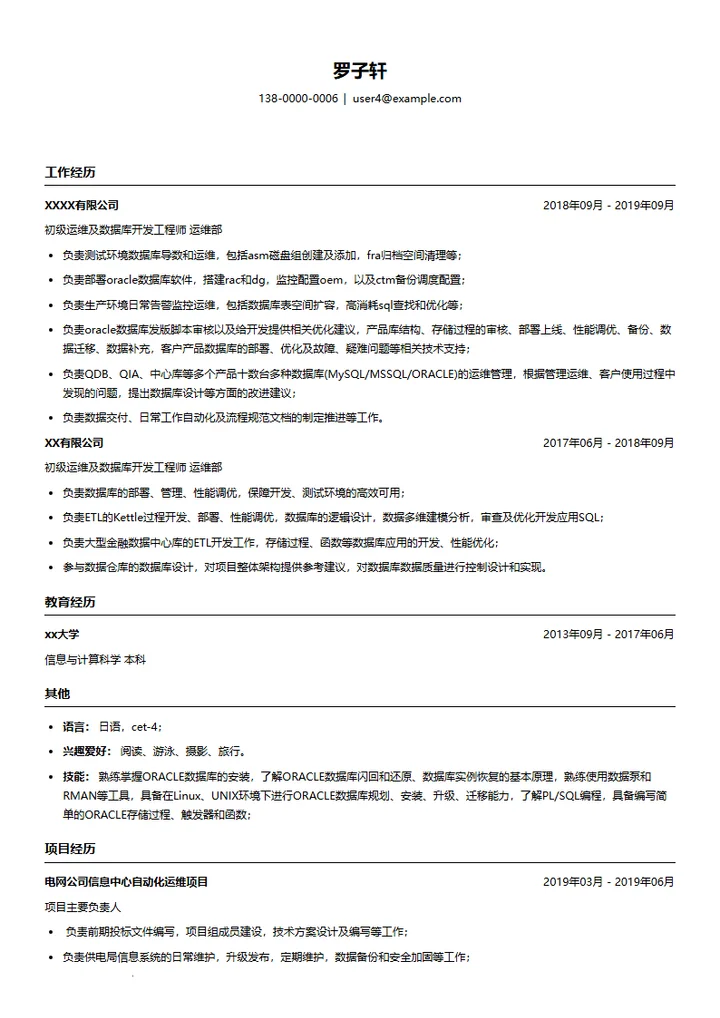 罗子轩
138-0000-0006 | user4@example.com
工作经历
XXXX有限公司 2018年09月 - 2019年09月
初级运维及数据库开发工程师 运维部
• 负责测试环境数据库导数和运维，包括asm磁盘组创建及添加，fra归档空间清理等；
• 负责部署oracle数据库软件，搭建rac和dg，监控配置oem，以及ctm备份调度配置；
• 负责生产环境日常告警监控运维，包括数据库表空间扩容，高消耗sql查找和优化等；
• 负责oracle数据库发版脚本审核以及给开发提供相关优化建议，产品库结构、存储过程的审核、部署上线、性能调优、备份、数
据迁移、数据补充，客户产品数据库的部署、优化及故障、疑难问题等相关技术支持；
• 负责QDB、QIA、中心库等多个产品十数台多种数据库(MySQL/MSSQL/ORACLE)的运维管理，根据管理运维、客户使用过程中
发现的问题，提出数据库设计等方面的改进建议；
• 负责数据交付、日常工作自动化及流程规范文档的制定推进等工作。
XX有限公司 2017年06月 - 2018年09月
初级运维及数据库开发工程师 运维部
• 负责数据库的部署、管理、性能调优，保障开发、测试环境的高效可用；
• 负责ETL的Kettle过程开发、部署、性能调优，数据库的逻辑设计，数据多维建模分析，审查及优化开发应用SQL；
• 负责大型金融数据中心库的ETL开发工作，存储过程、函数等数据库应用的开发、性能优化；
• 参与数据仓库的数据库设计，对项目整体架构提供参考建议，对数据库数据质量进行控制设计和实现。
教育经历
xx大学 2013年09月 - 2017年06月
信息与计算科学 本科
其他
• 语言： 日语，cet-4；
• 兴趣爱好： 阅读、游泳、摄影、旅行。
• 技能： 熟练掌握ORACLE数据库的安装，了解ORACLE数据库闪回和还原、数据库实例恢复的基本原理，熟练使用数据泵和
RMAN等工具，具备在Linux、UNIX环境下进行ORACLE数据库规划、安装、升级、迁移能力，了解PL/SQL编程，具备编写简
单的ORACLE存储过程、触发器和函数；
项目经历
电网公司信息中心自动化运维项目 2019年03月 - 2019年06月
项目主要负责人
• 负责前期投标文件编写，项目组成员建设，技术方案设计及编写等工作；
• 负责供电局信息系统的日常维护，升级发布，定期维护，数据备份和安全加固等工作；